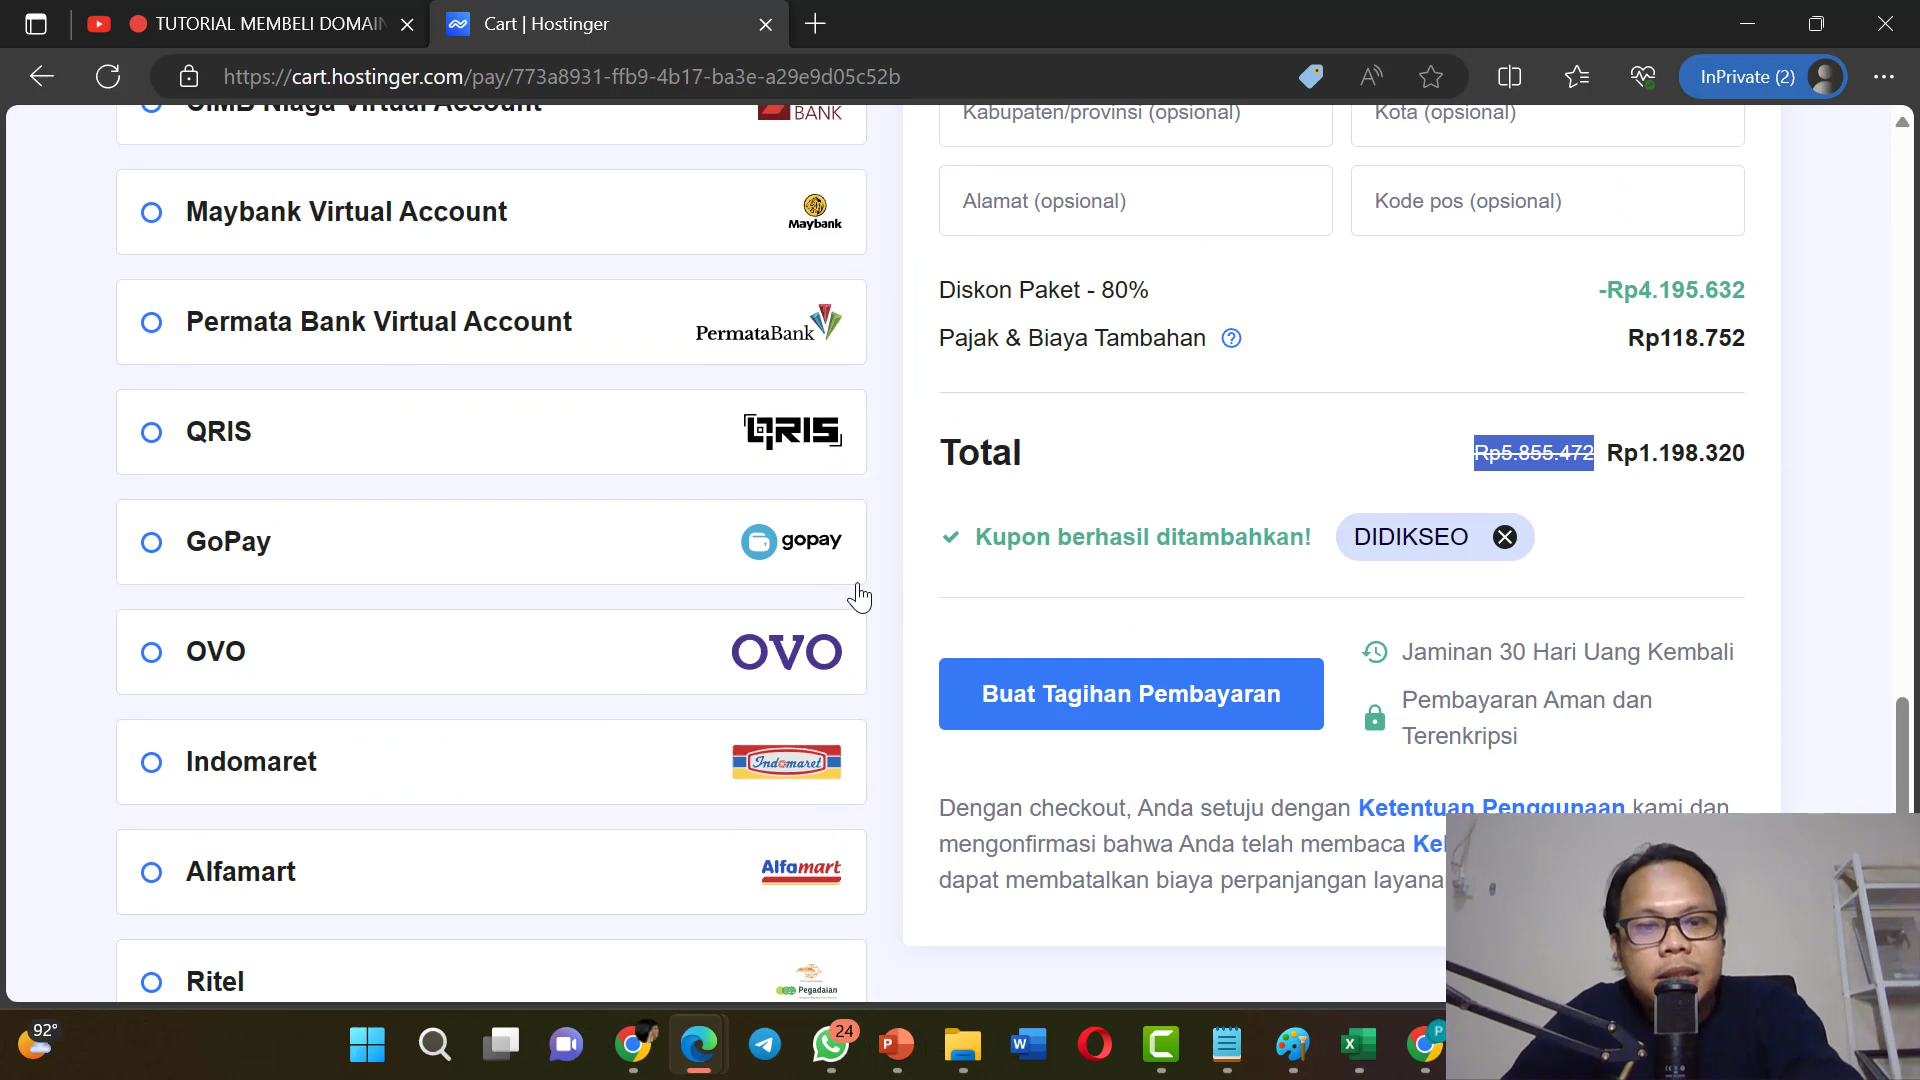 TUTORIAL MEMBELI DOMAIN
Cart | Hostinger
https://cart.hostinger.com/pay/773a8931-ffb9-4b17-ba3e-a29e9d05c52b
InPrivate (2)
CIMB Niaga Virtual Account
BANK
Maybank Virtual Account
Maybank
Permata Bank Virtual Account
PermataBank
QRIS
QRIS
GoPay
gopay
OVO
OVO
Indomaret
Indomaret
Alfamart
Alfamart
Ritel
Pegadaian
Kabupaten/provinsi (opsional)
Kota (opsional)
Alamat (opsional)
Kode pos (opsional)
Diskon Paket - 80%
-Rp4.195.632
Pajak & Biaya Tambahan
Rp118.752
Total
Rp5.855.472 Rp1.198.320
Kupon berhasil ditambahkan!
DIDIKSEO
Buat Tagihan Pembayaran
Jaminan 30 Hari Uang Kembali
Pembayaran Aman dan
Terenkripsi
Dengan checkout, Anda setuju dengan Ketentuan Penggunaan kami dan
mengonfirmasi bahwa Anda telah membaca
dapat membatalkan biaya perpanjangan
92°
24